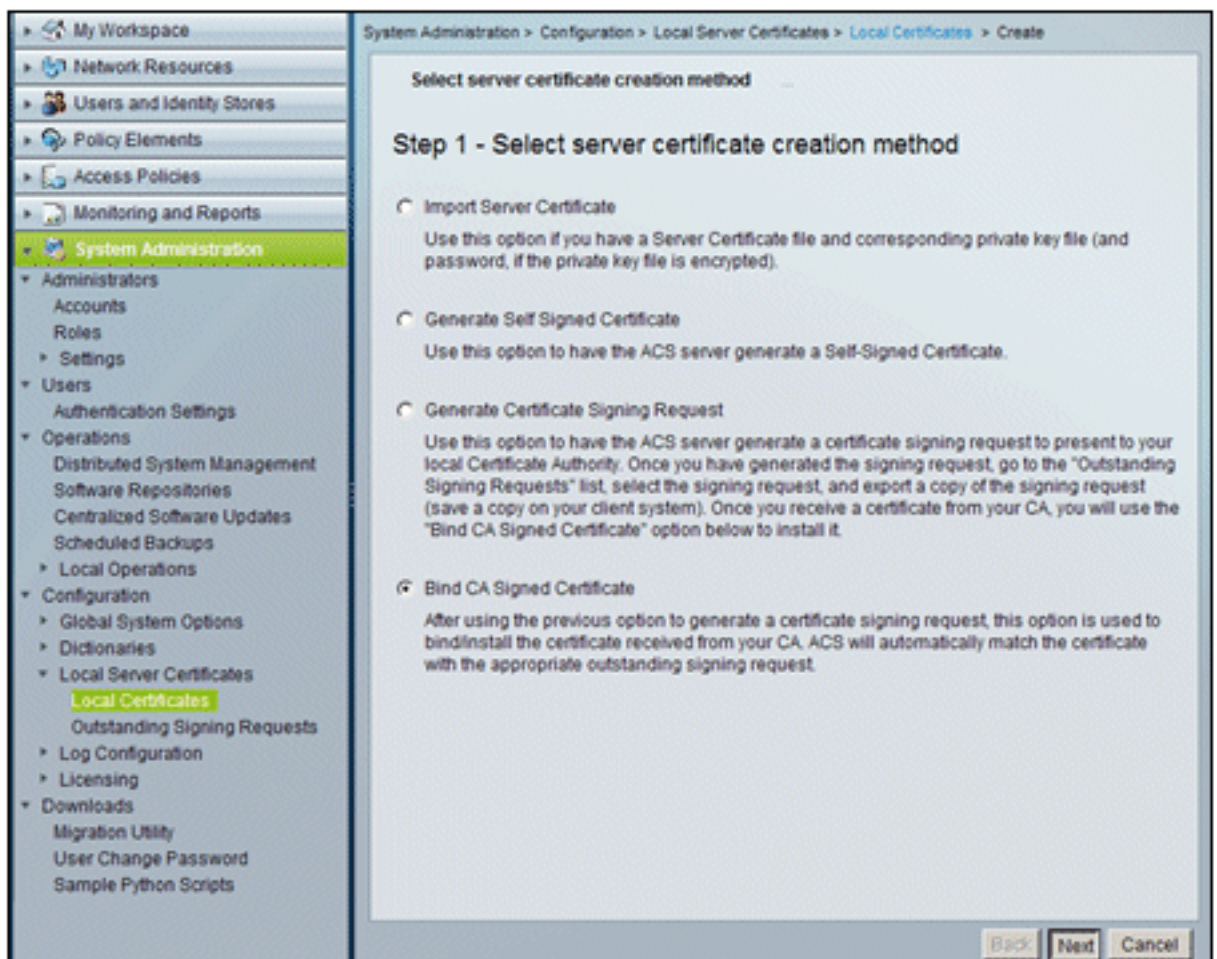 My Workspace
Network Resources
Users and Identity Stores
Policy Elements
Access Policies
Monitoring and Reports
System Administration
Administrators
Accounts
Roles
Settings
Users
Authentication Settings
Operations
Distributed System Management
Software Repositories
Centralized Software Updates
Scheduled Backups
Local Operations
Configuration
Global System Options
Dictionaries
Local Server Certificates
Local Certificates
Outstanding Signing Requests
Log Configuration
Licensing
Downloads
Migration Utility
User Change Password
Sample Python Scripts
System Administration > Configuration > Local Server Certificates > Local Certificates > Create
Select server certificate creation method
Step 1 - Select server certificate creation method
Import Server Certificate
Use this option if you have a Server Certificate file and corresponding private key file (and
password, if the private key file is encrypted).
Generate Self Signed Certificate
Use this option to have the ACS server generate a Self-Signed Certificate.
Generate Certificate Signing Request
Use this option to have the ACS server generate a certificate signing request to present to your
local Certificate Authority. Once you have generated the signing request, go to the "Outstanding
Signing Requests" list, select the signing request, and export a copy of the signing request
(save a copy on your client system). Once you receive a certificate from your CA, you will use the
"Bind CA Signed Certificate" option below to install it.
Bind CA Signed Certificate
After using the previous option to generate a certificate signing request, this option is used to
bind/install the certificate received from your CA. ACS will automatically match the certificate
with the appropriate outstanding signing request.
Back Next Cancel